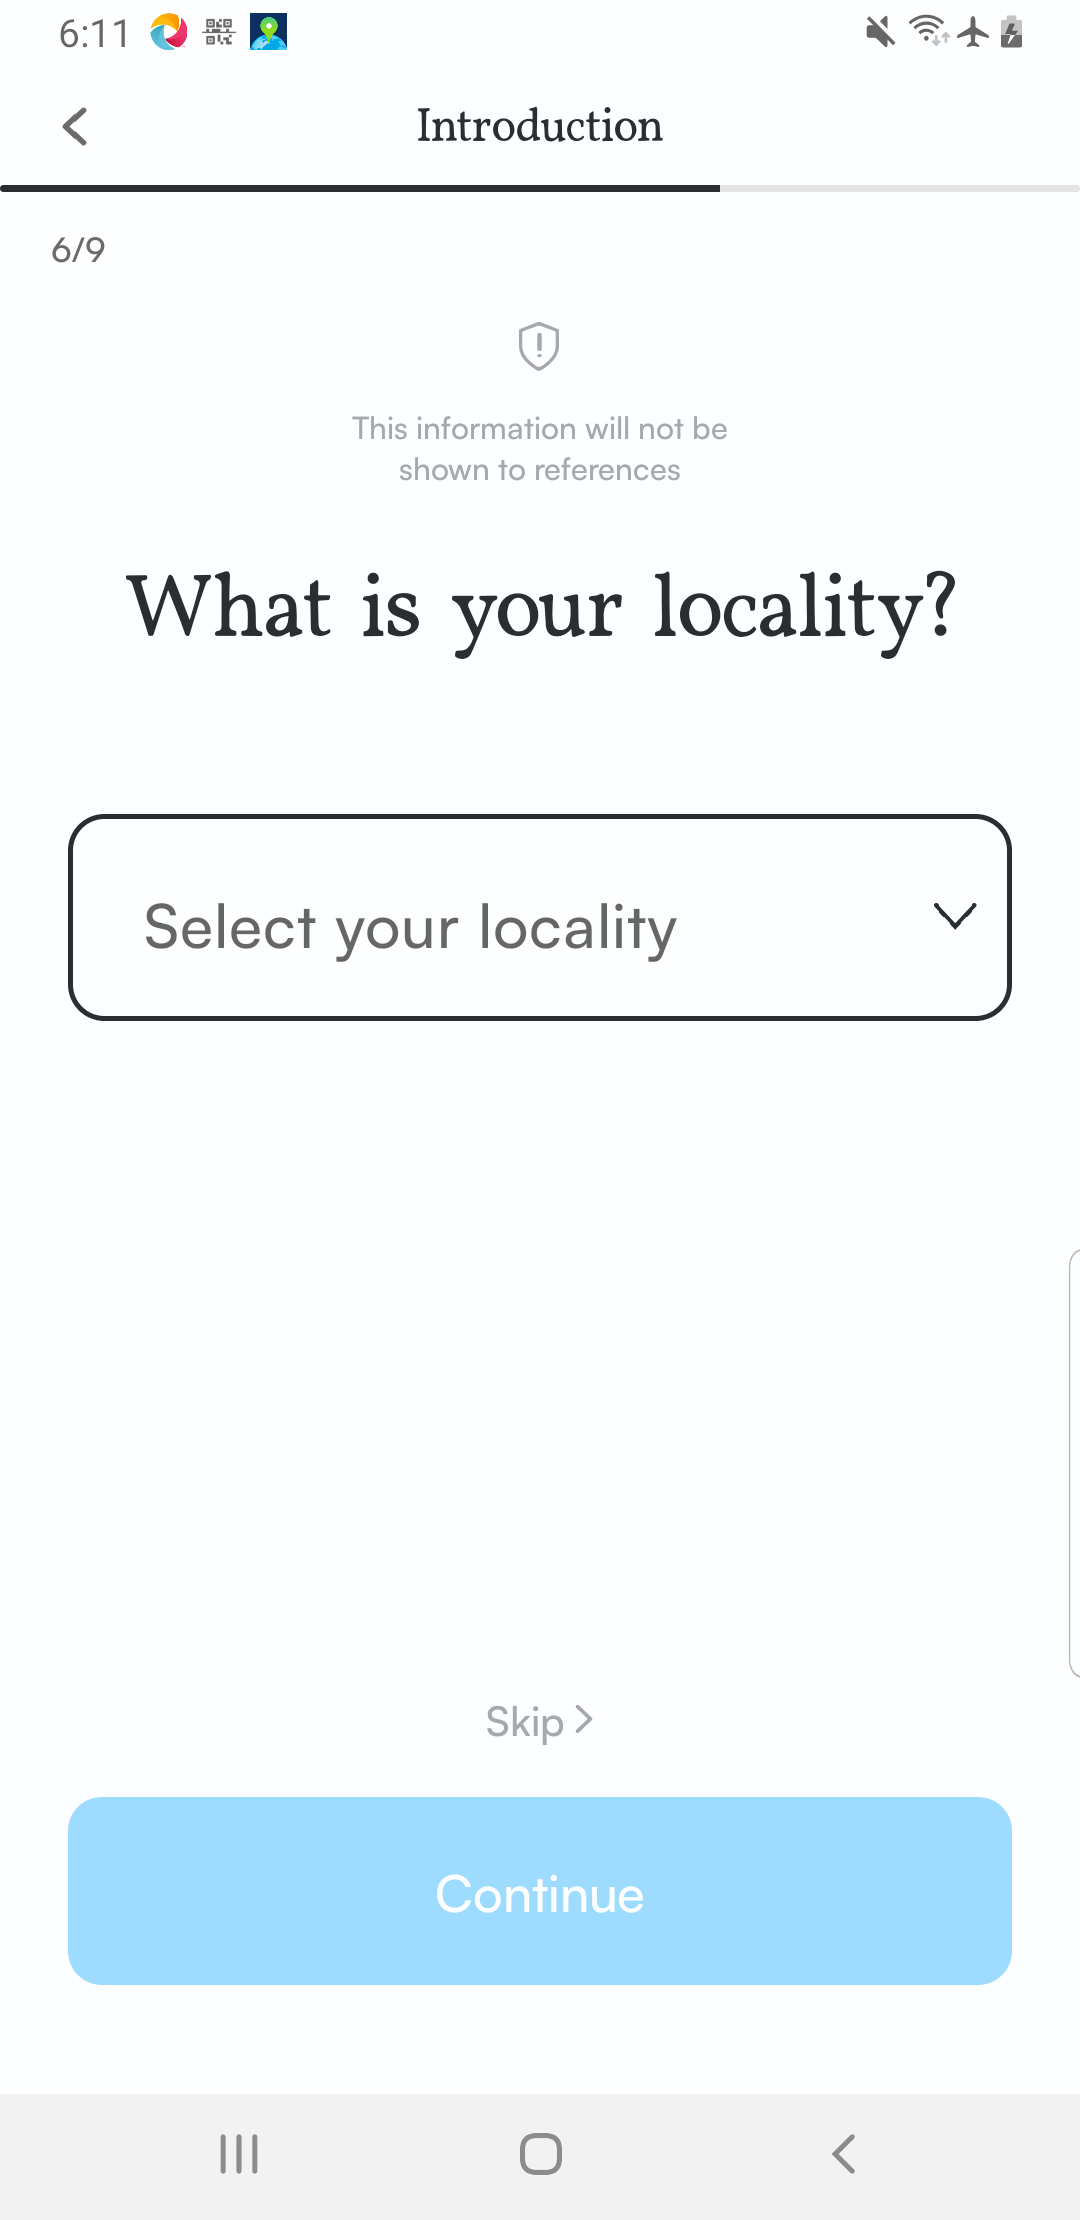 6:11
Introduction
6/9
This information will not be
shown to references
What is your locality?
Select your locality
Skip
Continue